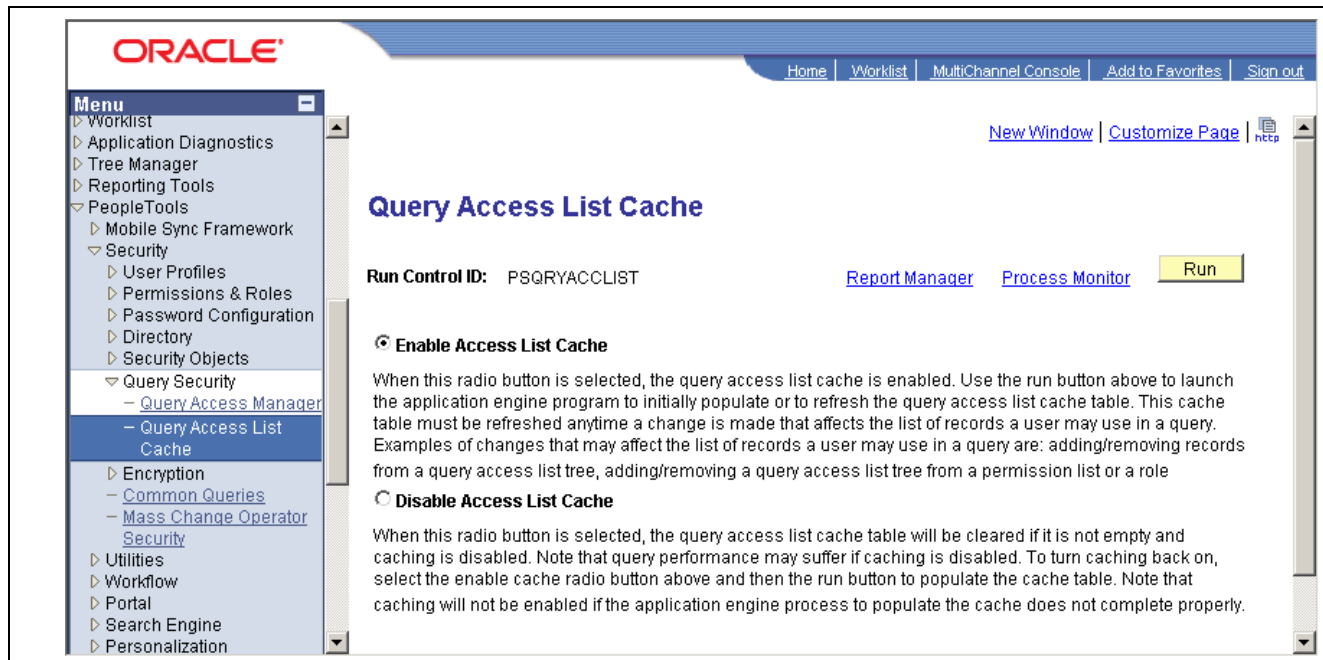 ORACLE
Home | Worklist | MultiChannel Console | Add to Favorites | Sign out
Menu
Worklist
Application Diagnostics
Tree Manager
Reporting Tools
PeopleTools
Mobile Sync Framework
Security
User Profiles
Permissions & Roles
Password Configuration
Directory
Security Objects
Query Security
Query Access Manager
Query Access List
Cache
Encryption
Common Queries
Mass Change Operator
Security
Utilities
Workflow
Portal
Search Engine
Personalization
New Window | Customize Page | http
Query Access List Cache
Run Control ID: PSQRYACCLIST Report Manager Process Monitor Run
Enable Access List Cache
When this radio button is selected, the query access list cache is enabled. Use the run button above to launch
the application engine program to initially populate or to refresh the query access list cache table. This cache
table must be refreshed anytime a change is made that affects the list of records a user may use in a query.
Examples of changes that may affect the list of records a user may use in a query are: adding/removing records
from a query access list tree, adding/removing a query access list tree from a permission list or a role
Disable Access List Cache
When this radio button is selected, the query access list cache table will be cleared if it is not empty and
caching is disabled. Note that query performance may suffer if caching is disabled. To turn caching back on,
select the enable cache radio button above and then the run button to populate the cache table. Note that
caching will not be enabled if the application engine process to populate the cache does not complete properly.